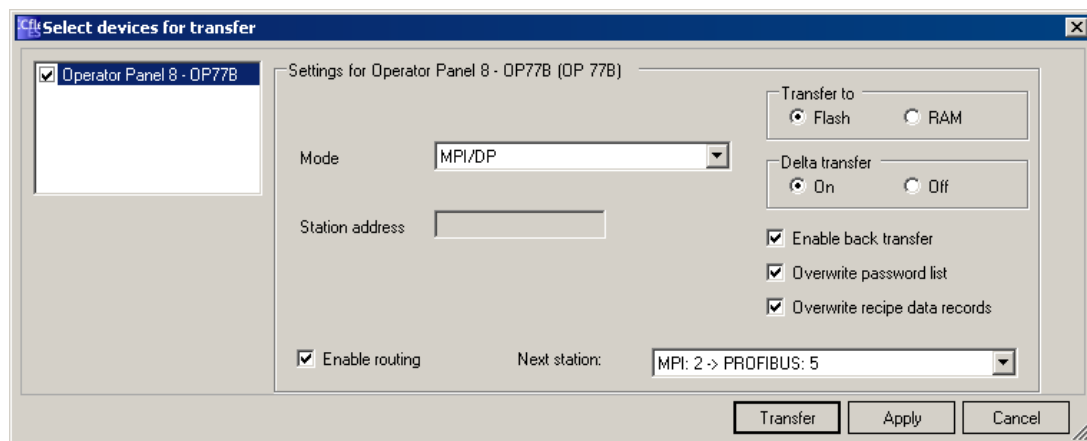 Select devices for transfer
Operator Panel 8 - OP77B
Settings for Operator Panel 8 - OP77B (OP 77B)
Transfer to
Flash
RAM
Mode
MPI/DP
Delta transfer
On
Off
Station address
Enable back transfer
Overwrite password list
Overwrite recipe data records
Enable routing
Next station:
MPI: 2 -> PROFIBUS: 5
Transfer
Apply
Cancel